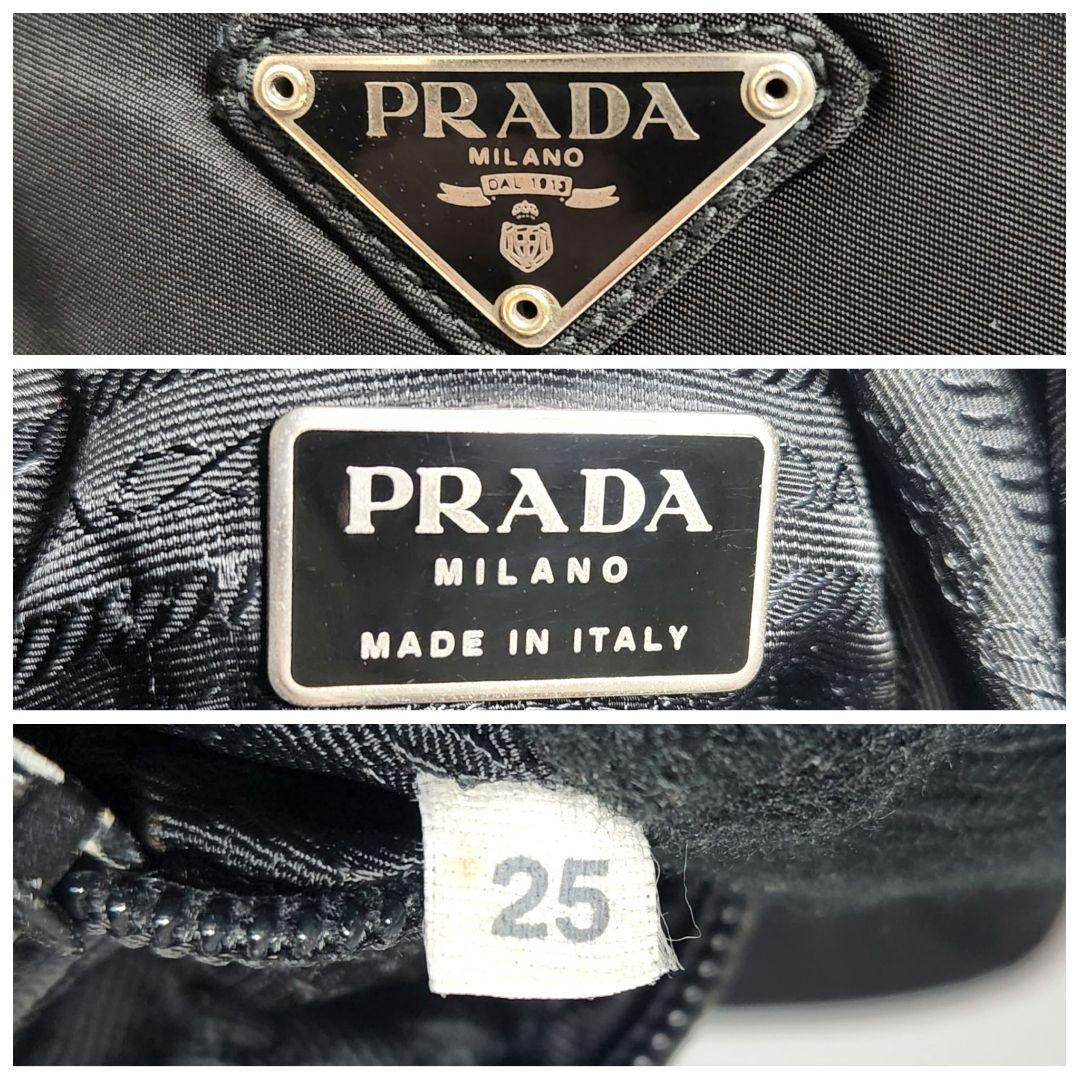 PRADA
MILANO
DAL 1913
PRADA
MILANO
MADE IN ITALY
25